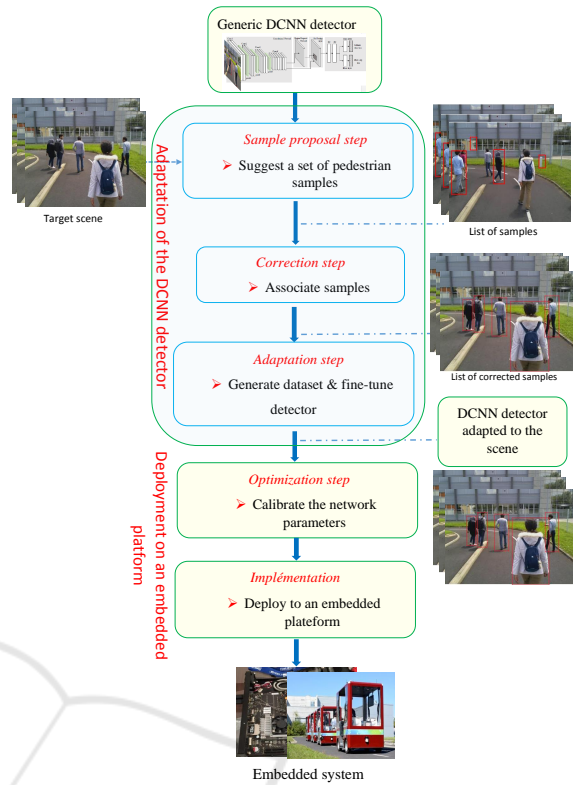 Generic DCNN detector
Adaptation of the DCNN detector
Sample proposal step
➢ Suggest a set of pedestrian
samples
Target scene
List of samples
Correction step
➢ Associate samples
List of corrected samples
Adaptation step
➢ Generate dataset & fine-tune
detector
DCNN detector
adapted to the
scene
Deployment on an embedded
platform
Optimization step
➢ Calibrate the network
parameters
Implémentation
➢ Deploy to an embedded
plateform
Embedded system